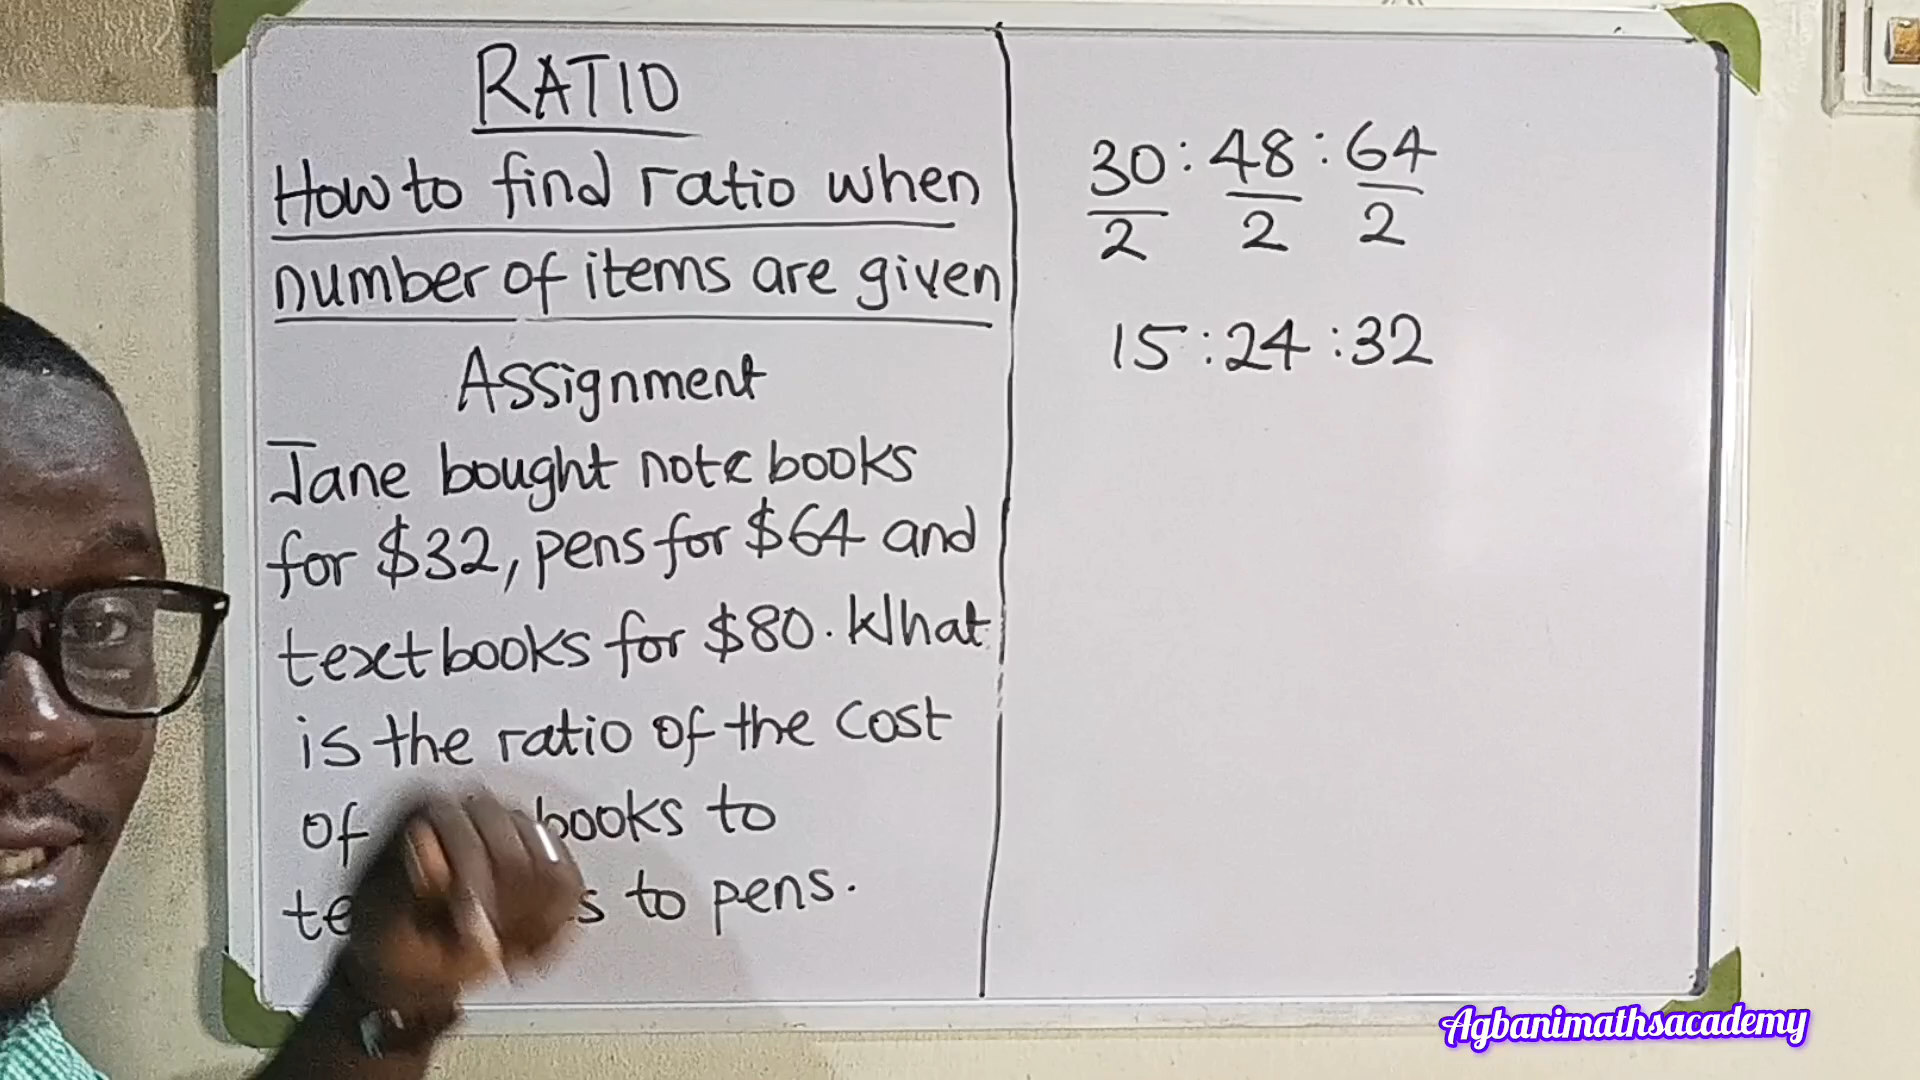 RATIO
How to find ratio when
number of items are given
Assignment
Jane bought note books
for $32, pens for $64 and
textbooks for $80. What
is the ratio of the cost
of books to
to pens.
30 : 48 : 64
2 2 2
15 : 24 : 32
Agbanimathsacademy